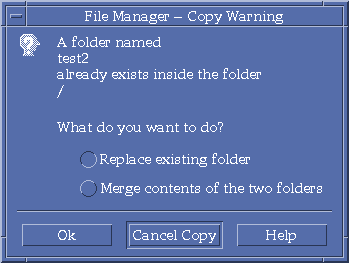 File Manager – Copy Warning
A folder named
test2
already exists inside the folder
/
What do you want to do?
Replace existing folder
Merge contents of the two folders
Ok Cancel Copy Help